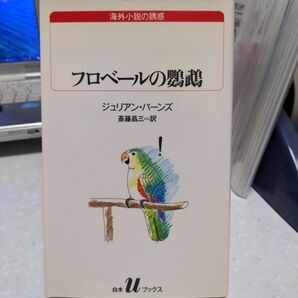 海外小説の誘惑
フロベールの鸚鵡
ジュリアン・バーンズ
斎藤昌三＝訳
!
白水uブックス